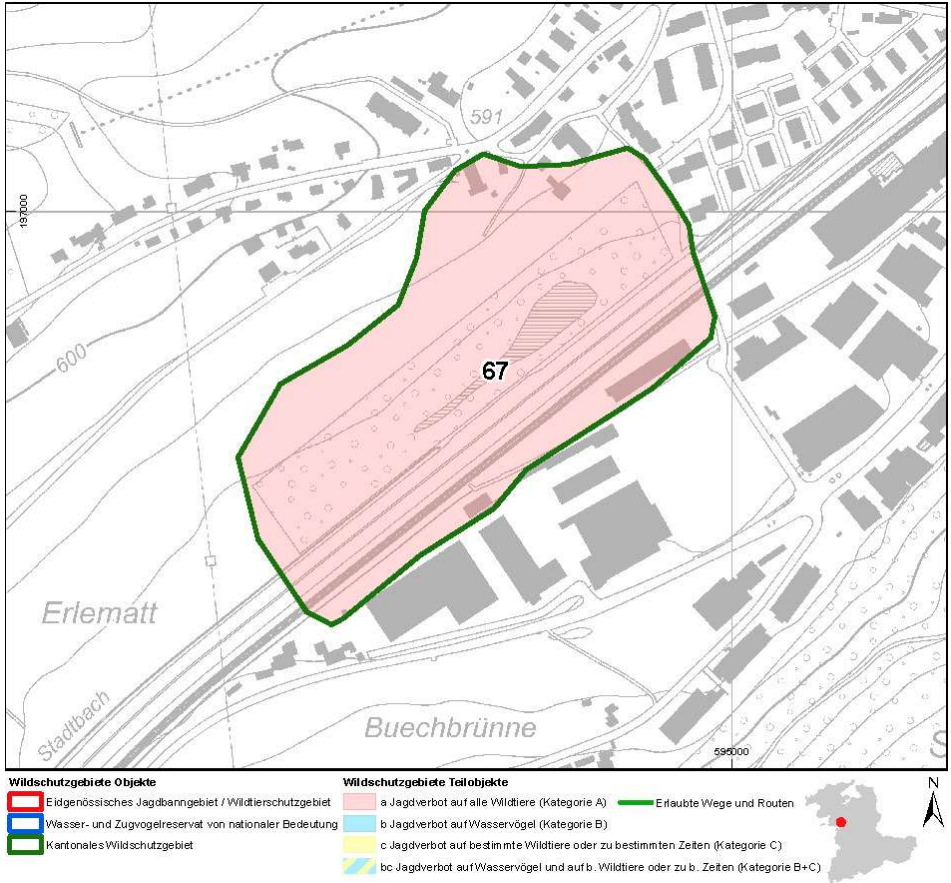 591
197000
600
67
Erlematt
Stadtbach
Buechbrünne
595000
S
Wildschutzgebiete Objekte
Eidgenössisches Jagdbanngebiet / Wildtierschutzgebiet
Wasser- und Zugvogelreservat von nationaler Bedeutung
Kantonales Wildschutzgebiet
Wildschutzgebiete Teilobjekte
a Jagdverbot auf alle Wildtiere (Kategorie A)
b Jagdverbot auf Wasservögel (Kategorie B)
c Jagdverbot auf bestimmte Wildtiere oder zu bestimmten Zeiten (Kategorie C)
bc Jagdverbot auf Wasservögel und auf b. Wildtiere oder zu b. Zeiten (Kategorie B+C)
Erlaubte Wege und Routen
N